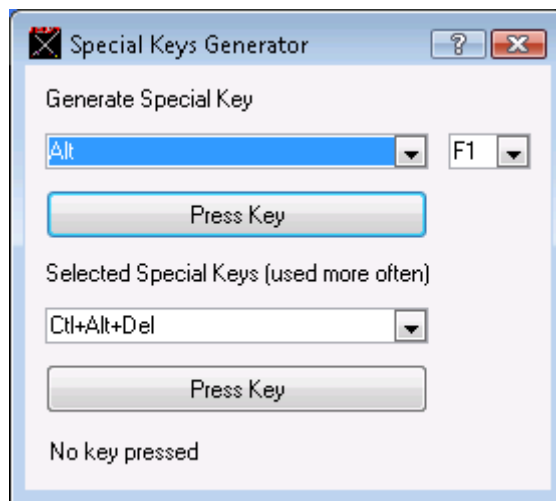 Special Keys Generator
Generate Special Key
Alt F1
Press Key
Selected Special Keys (used more often)
Ctl+Alt+Del
Press Key
No key pressed